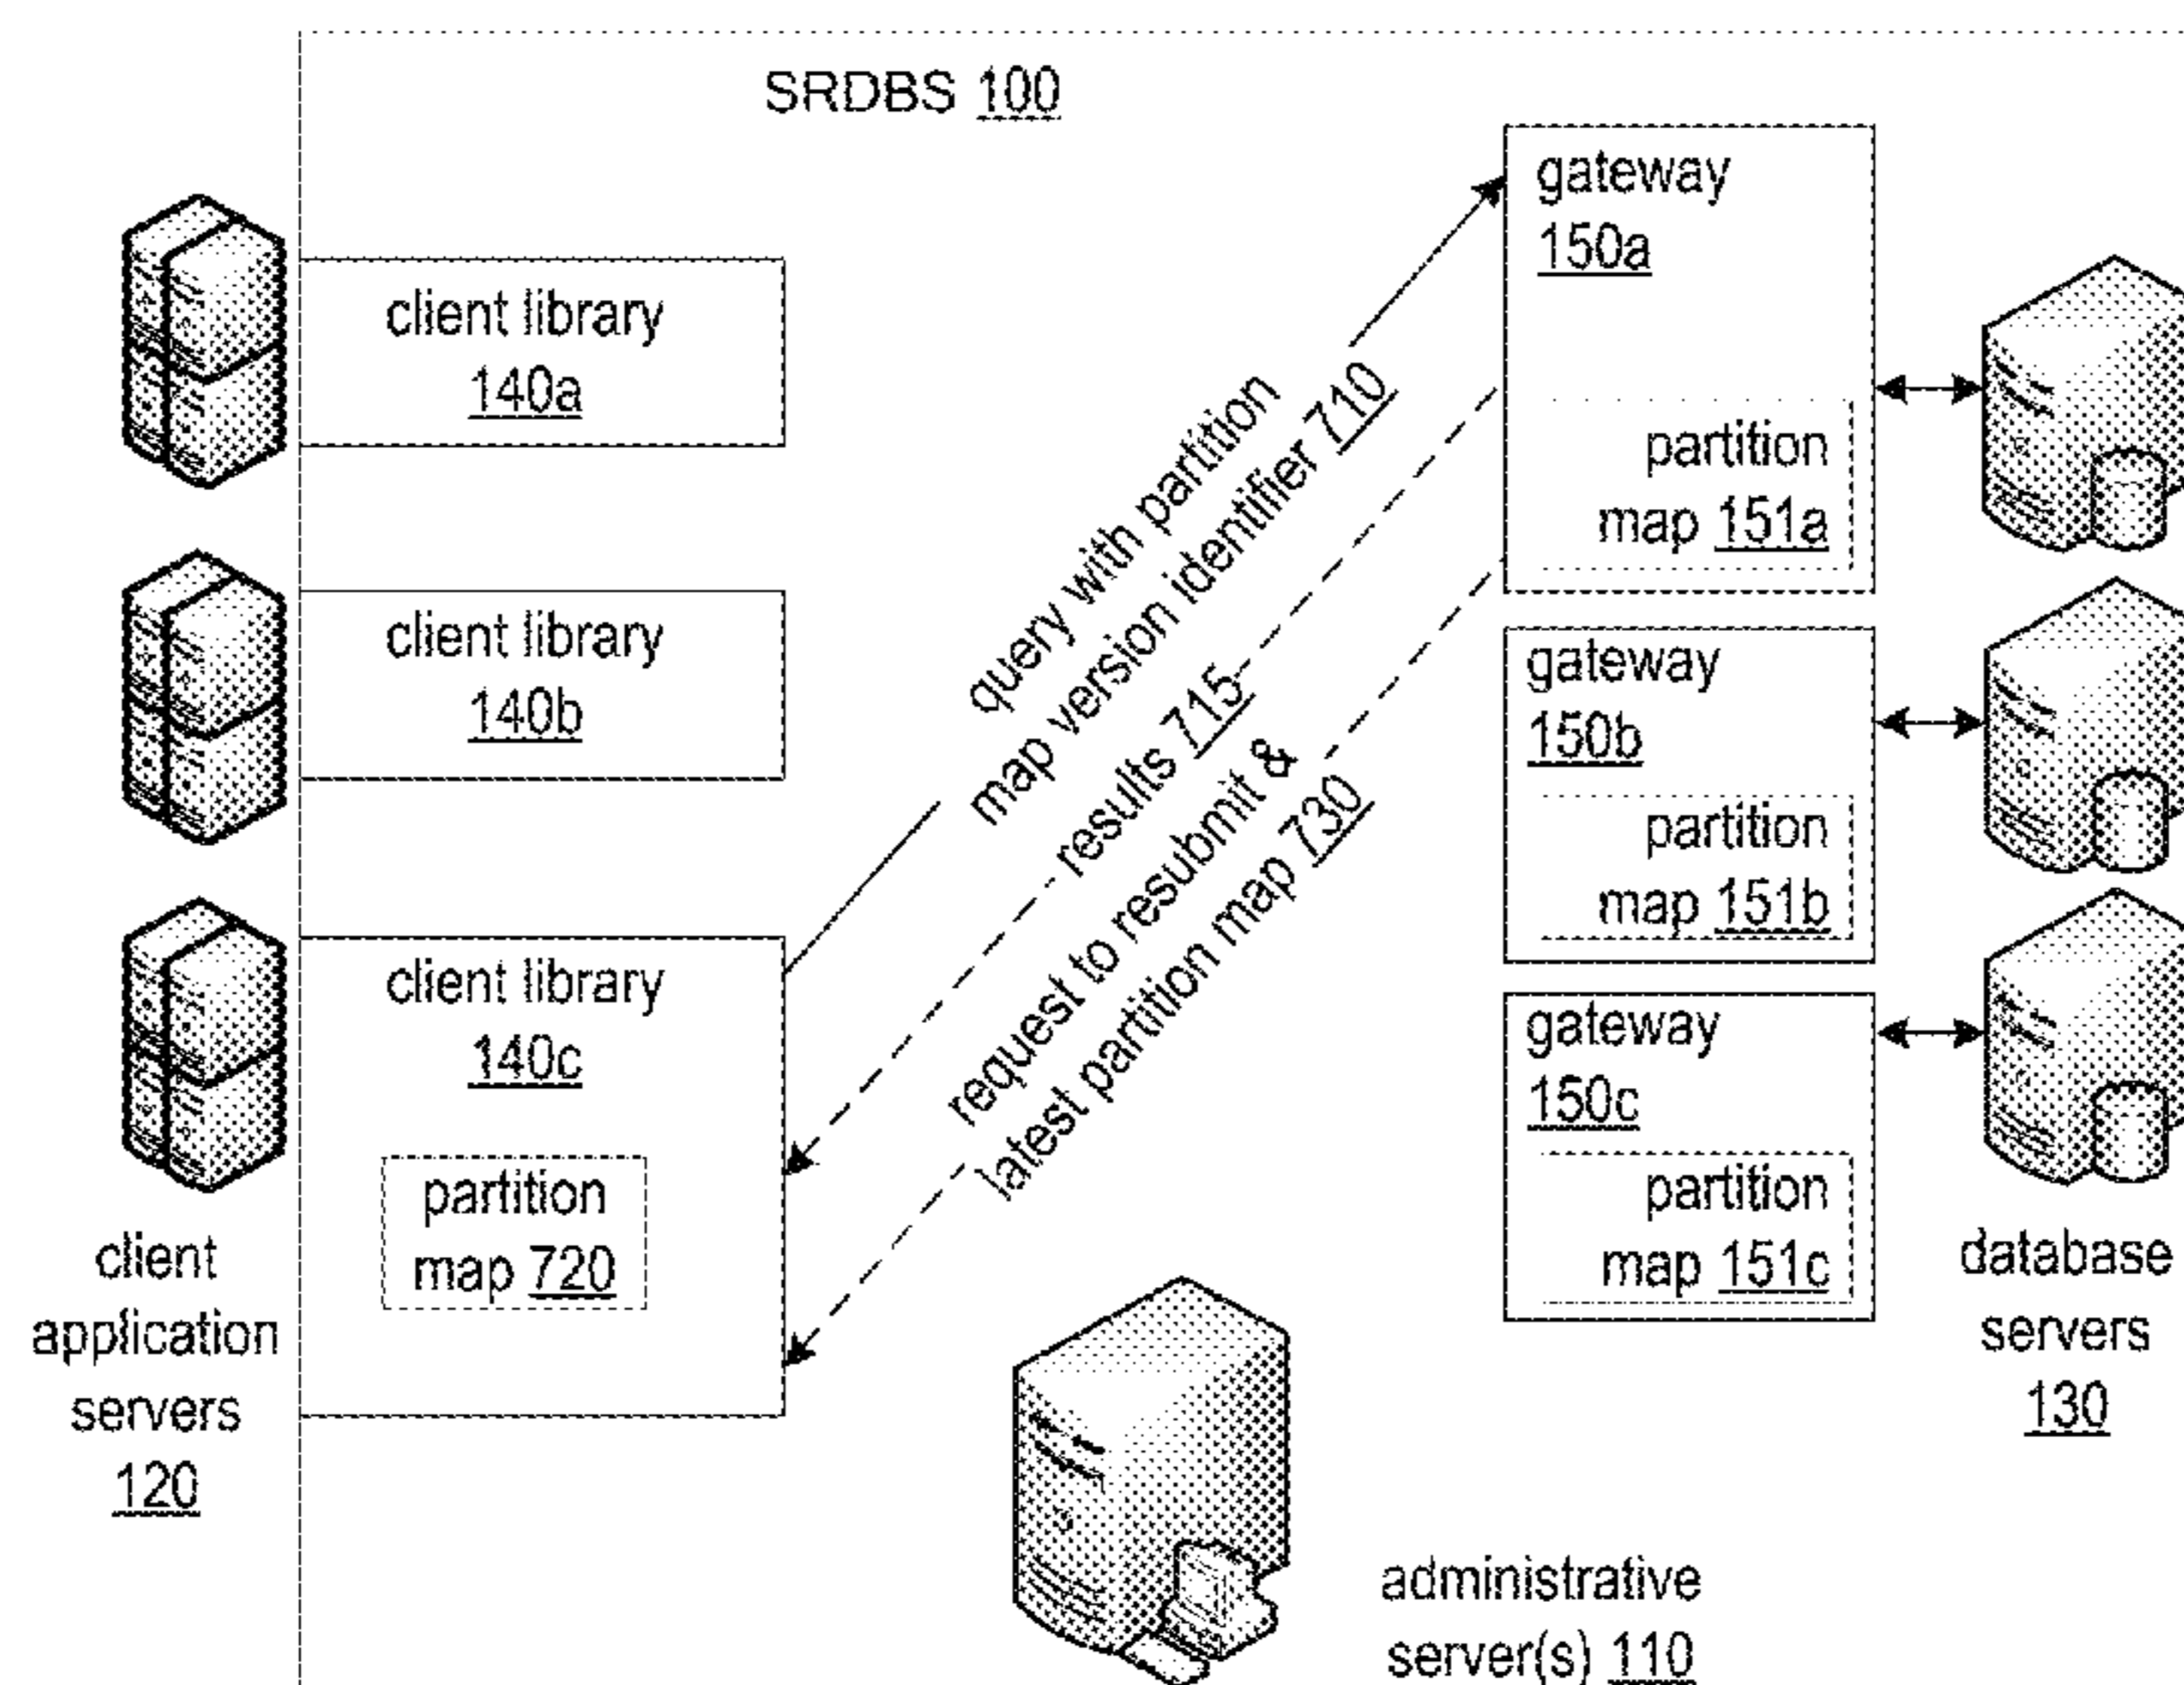 SRDBS 100
client library
140a
client library
140b
client library
140c
partition
map 720
client
application
servers
120
query with partition
map version identifier 710
results 715
request to resubmit &
latest partition map 730
gateway
150a
partition
map 151a
gateway
150b
partition
map 151b
gateway
150c
partition
map 151c
database
servers
130
administrative
server(s) 110